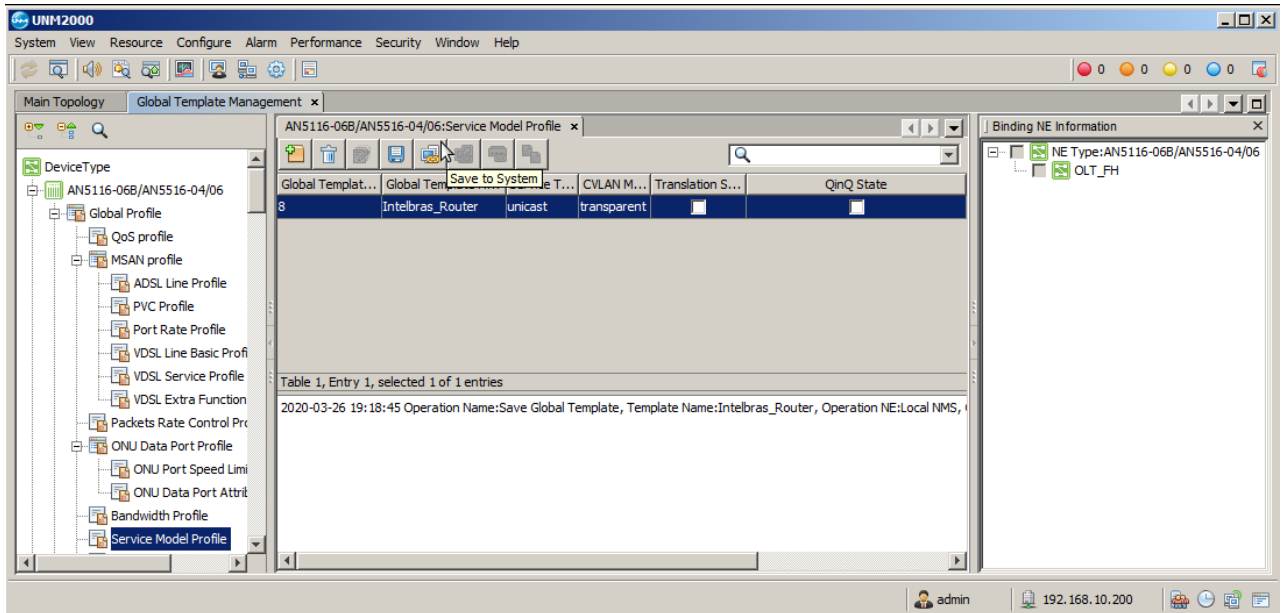 UNM2000
System View Resource Configure Alarm Performance Security Window Help
0 0 0 0
Main Topology Global Template Management
AN5116-06B/AN5516-04/06:Service Model Profile
Binding NE Information
DeviceType
AN5116-06B/AN5516-04/06
Global Profile
QoS profile
MSAN profile
ADSL Line Profile
PVC Profile
Port Rate Profile
VDSL Line Basic Profi
VDSL Service Profile
VDSL Extra Function
Packets Rate Control Pro
ONU Data Port Profile
ONU Port Speed Limi
ONU Data Port Attrib
Bandwidth Profile
Service Model Profile
Save to System
Global Templat... Global Tem T... CVLAN M... Translation S... QinQ State
8 Intelbras_Router unicast transparent
Table 1, Entry 1, selected 1 of 1 entries
2020-03-26 19:18:45 Operation Name:Save Global Template, Template Name:Intelbras_Router, Operation NE:Local NMS,
NE Type:AN5116-06B/AN5516-04/06
OLT_FH
admin 192.168.10.200